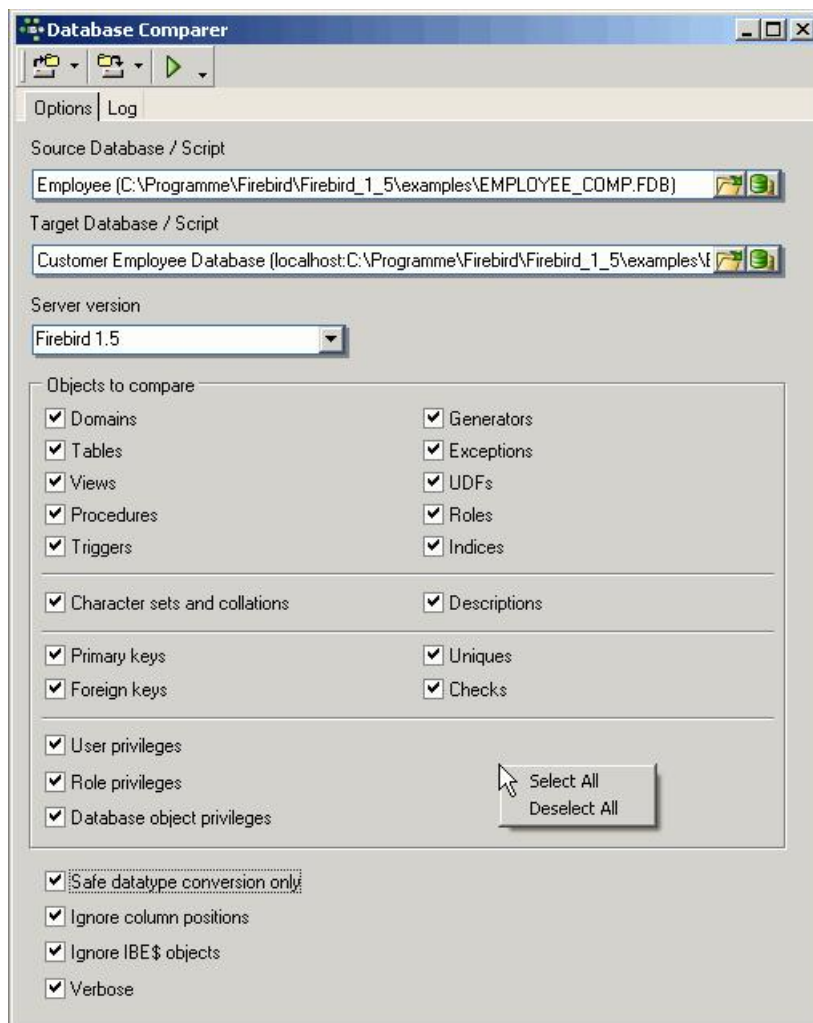 Database Comparer
Options Log
Source Database / Script
Employee (C:\Programme\Firebird\Firebird_1_5\examples\EMPLOYEE_COMP.FDB)
Target Database / Script
Customer Employee Database (localhost:C:\Programme\Firebird\Firebird_1_5\examples\E
Server version
Firebird 1.5
Objects to compare
Domains Generators
Tables Exceptions
Views UDFs
Procedures Roles
Triggers Indices
Character sets and collations Descriptions
Primary keys Uniques
Foreign keys Checks
User privileges
Role privileges Select All
Database object privileges Deselect All
Safe datatype conversion only
Ignore column positions
Ignore IBE$ objects
Verbose